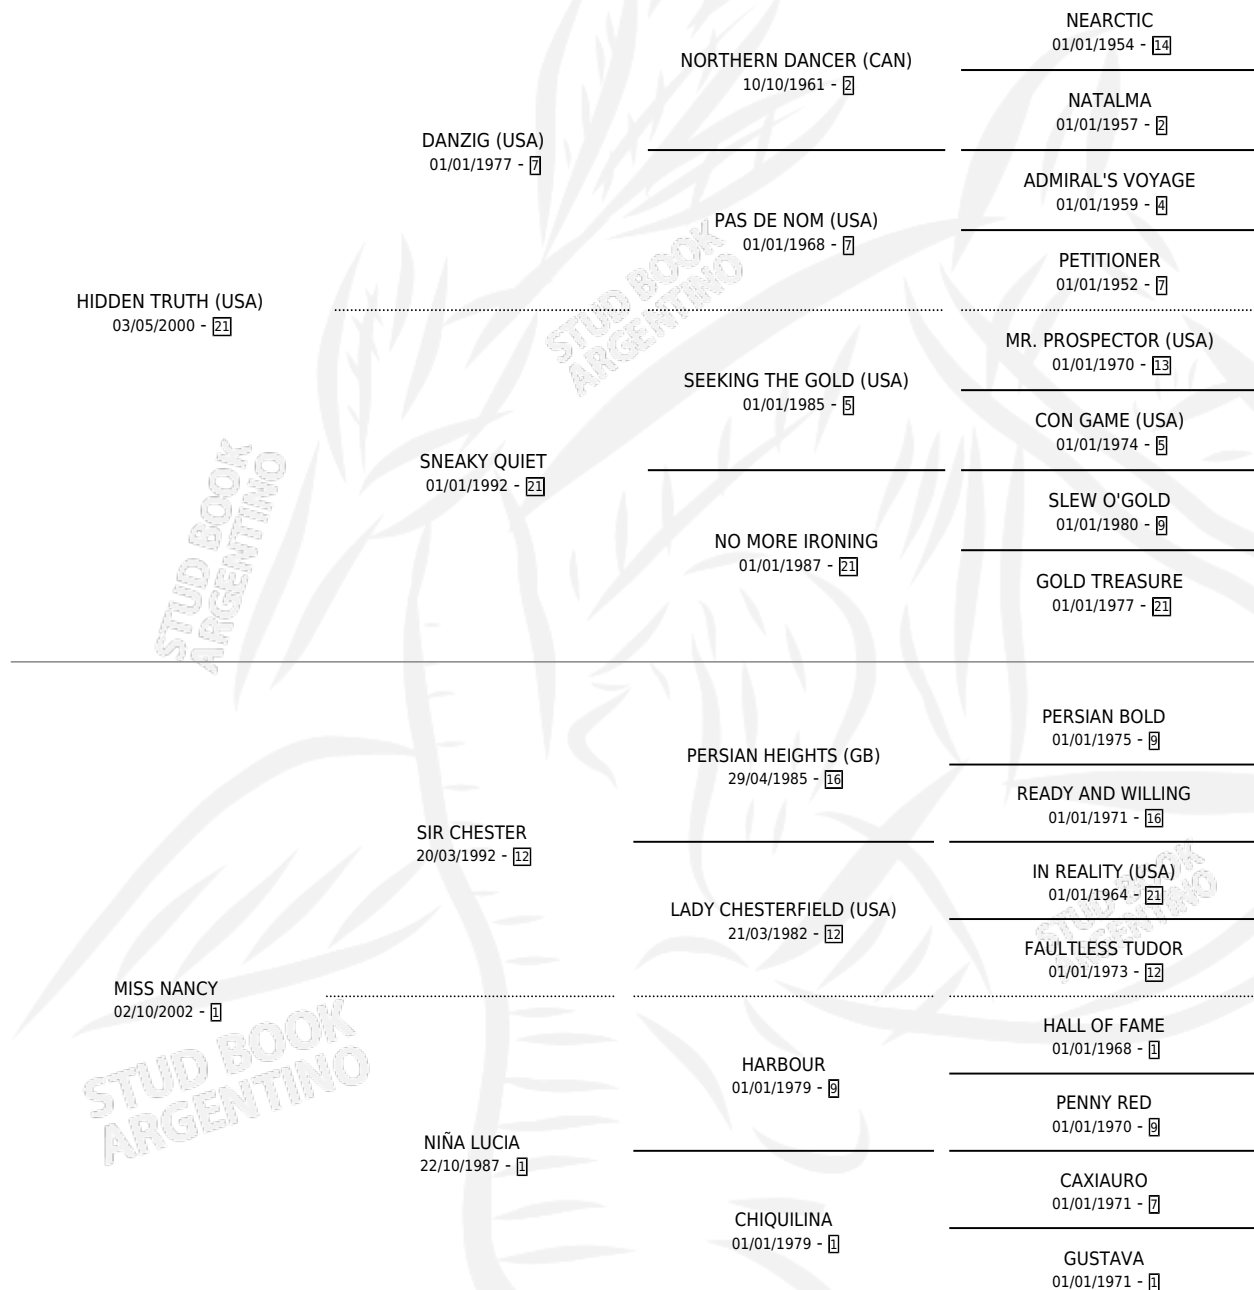 NEARCTIC
01/01/1954 - 14
NORTHERN DANCER (CAN)
10/10/1961 - 2
NATALMA
01/01/1957 - 2
DANZIG (USA)
01/01/1977 - 7
ADMIRAL'S VOYAGE
01/01/1959 - 4
PAS DE NOM (USA)
01/01/1968 - 7
PETITIONER
01/01/1952 - 7
HIDDEN TRUTH (USA)
03/05/2000 - 21
MR. PROSPECTOR (USA)
01/01/1970 - 13
SEEKING THE GOLD (USA)
01/01/1985 - 5
CON GAME (USA)
01/01/1974 - 5
SNEAKY QUIET
01/01/1992 - 21
SLEW O'GOLD
01/01/1980 - 9
NO MORE IRONING
01/01/1987 - 21
GOLD TREASURE
01/01/1977 - 21
PERSIAN BOLD
01/01/1975 - 9
PERSIAN HEIGHTS (GB)
29/04/1985 - 16
READY AND WILLING
01/01/1971 - 16
SIR CHESTER
20/03/1992 - 12
IN REALITY (USA)
01/01/1964 - 21
LADY CHESTERFIELD (USA)
21/03/1982 - 12
FAULTLESS TUDOR
01/01/1973 - 12
MISS NANCY
02/10/2002 - 1
HALL OF FAME
01/01/1968 - 1
HARBOUR
01/01/1979 - 9
PENNY RED
01/01/1970 - 9
NIÑA LUCIA
22/10/1987 - 1
CAXIAURO
01/01/1971 - 7
CHIQUILINA
01/01/1979 - 1
GUSTAVA
01/01/1971 - 1
STUD BOOK
ARGENTINO
STUD BOOK
ARGENTINO
STUD BOOK
ARGENTINO
STUD BOOK
ARGENTINO